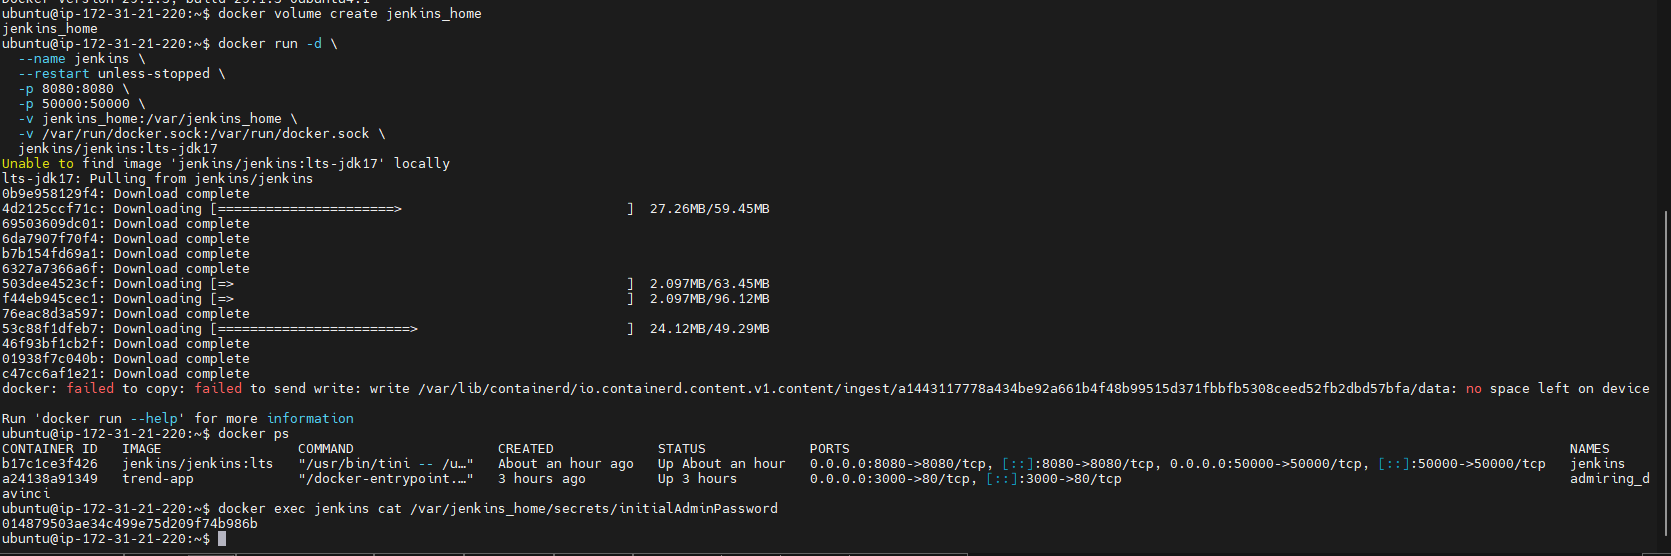 Docker version 29.1.3, build 29.1.3-0ubuntu4.1
ubuntu@ip-172-31-21-220:~$ docker volume create jenkins_home
jenkins_home
ubuntu@ip-172-31-21-220:~$ docker run -d \
  --name jenkins \
  --restart unless-stopped \
  -p 8080:8080 \
  -p 50000:50000 \
  -v jenkins_home:/var/jenkins_home \
  -v /var/run/docker.sock:/var/run/docker.sock \
  jenkins/jenkins:lts-jdk17
Unable to find image 'jenkins/jenkins:lts-jdk17' locally
lts-jdk17: Pulling from jenkins/jenkins
0b9e958129f4: Download complete
4d2125ccf71c: Downloading [======================>                            ]  27.26MB/59.45MB
69503609dc01: Download complete
6da7907f70f4: Download complete
b7b154fd69a1: Download complete
6327a7366a6f: Download complete
503dee4523cf: Downloading [=>                                                 ]  2.097MB/63.45MB
f44eb945cec1: Downloading [=>                                                 ]  2.097MB/96.12MB
76eac8d3a597: Download complete
53c88f1dfeb7: Downloading [========================>                          ]  24.12MB/49.29MB
46f93bf1cb2f: Download complete
01938f7c040b: Download complete
c47cc6af1e21: Download complete
docker: failed to copy: failed to send write: write /var/lib/containerd/io.containerd.content.v1.content/ingest/a1443117778a434be92a661b4f48b99515d371fbbfb5308ceed52fb2dbd57bfa/data: no space left on device

Run 'docker run --help' for more information
ubuntu@ip-172-31-21-220:~$ docker ps
CONTAINER ID   IMAGE                 COMMAND                  CREATED             STATUS             PORTS                                                                                          NAMES
b17c1ce3f426   jenkins/jenkins:lts   "/usr/bin/tini -- /u…"   About an hour ago   Up About an hour   0.0.0.0:8080->8080/tcp, [::]:8080->8080/tcp, 0.0.0.0:50000->50000/tcp, [::]:50000->50000/tcp   jenkins
a24138a91349   trend-app             "/docker-entrypoint.…"   3 hours ago         Up 3 hours         0.0.0.0:3000->80/tcp, [::]:3000->80/tcp                                                        admiring_d
avinci
ubuntu@ip-172-31-21-220:~$ docker exec jenkins cat /var/jenkins_home/secrets/initialAdminPassword
014879503ae34c499e75d209f74b986b
ubuntu@ip-172-31-21-220:~$